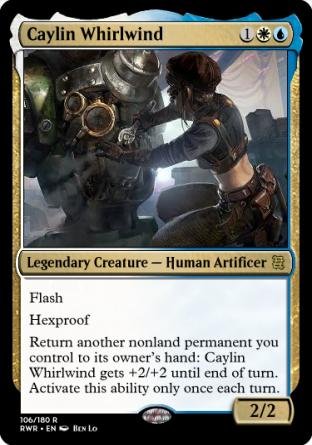 Caylin Whirlwind 1
Legendary Creature — Human Artificer
Flash
Hexproof
Return another nonland permanent you
control to its owner's hand: Caylin
Whirlwind gets +2/+2 until end of turn.
Activate this ability only once each turn.
2/2
106/180 R
RWR • EN Ben Lo